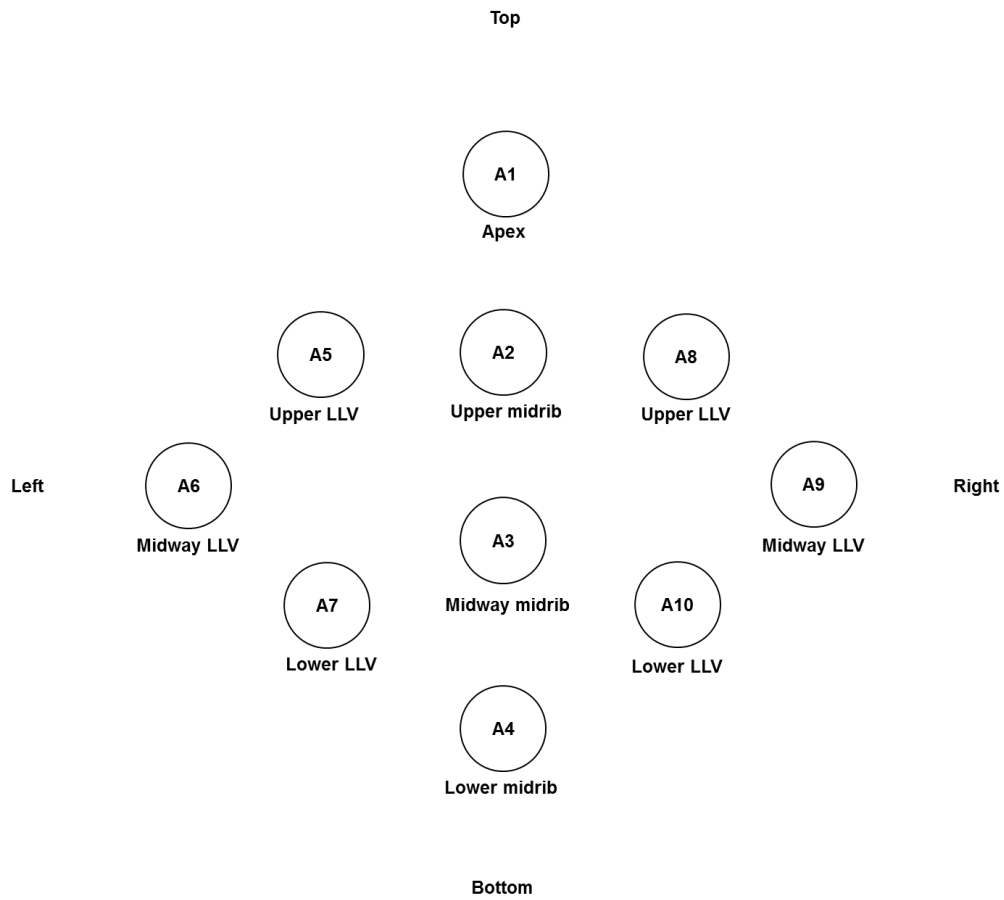 Top
A1
Apex
A5
A2
A8
Upper LLV
Upper midrib
Upper LLV
Left
A6
A9
Right
Midway LLV
A3
Midway LLV
A7
Midway midrib
A10
Lower LLV
Lower LLV
A4
Lower midrib
Bottom